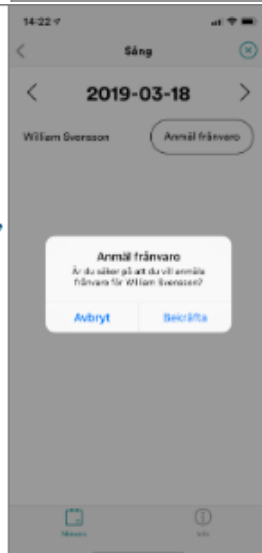 14:22
Sång
2019-03-18
William Svensson
Anmäl frånvaro
Anmäl frånvaro
Är du säker på att du vill anmäla
frånvaro för William Svensson?
Avbryt
Bekräfta
Närvaro
Info